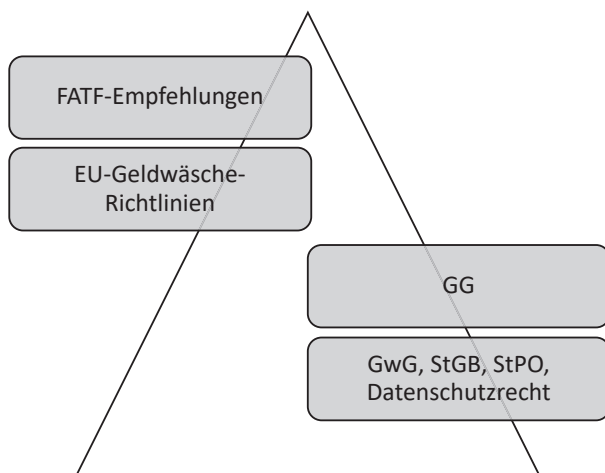 FATF-Empfehlungen
EU-Geldwäsche-
Richtlinien
GG
GwG, StGB, StPO,
Datenschutzrecht